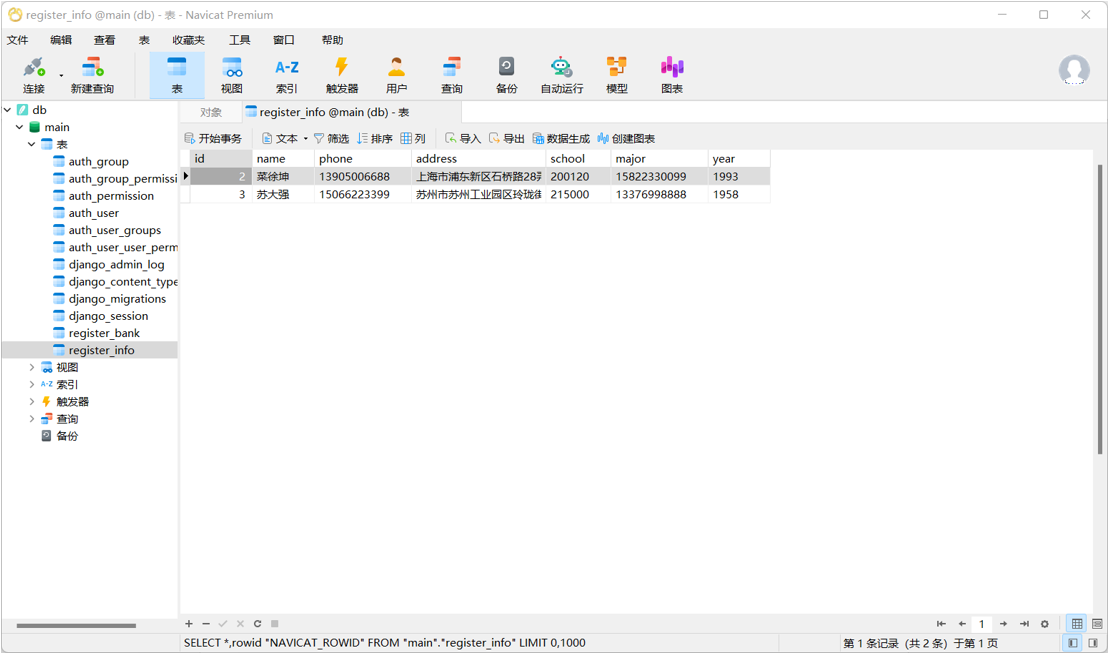 register_info @main (db) - 表 - Navicat Premium
文件 编辑 查看 表 收藏夹 工具 窗口 帮助
连接 新建查询 表 视图 A-Z 索引 触发器 用户 查询 备份 自动运行 模型 图表
db
main
表
auth_group
auth_group_permissi
auth_permission
auth_user
auth_user_groups
auth_user_user_perm
django_admin_log
django_content_type
django_migrations
django_session
register_bank
register_info
视图
A-Z 索引
触发器
查询
备份
对象 register_info @main (db) - 表
开始事务 文本 筛选 排序 列 导入 导出 数据生成 创建图表
id name phone address school major year
2 菜徐坤 13905006688 上海市浦东新区石桥路28弄 200120 15822330099 1993
3 苏大强 15066223399 苏州市苏州工业园区玲珑街 215000 13376998888 1958
1
SELECT *,rowid "NAVICAT_ROWID" FROM "main"."register_info" LIMIT 0,1000 第 1 条记录 (共 2 条) 于第 1 页